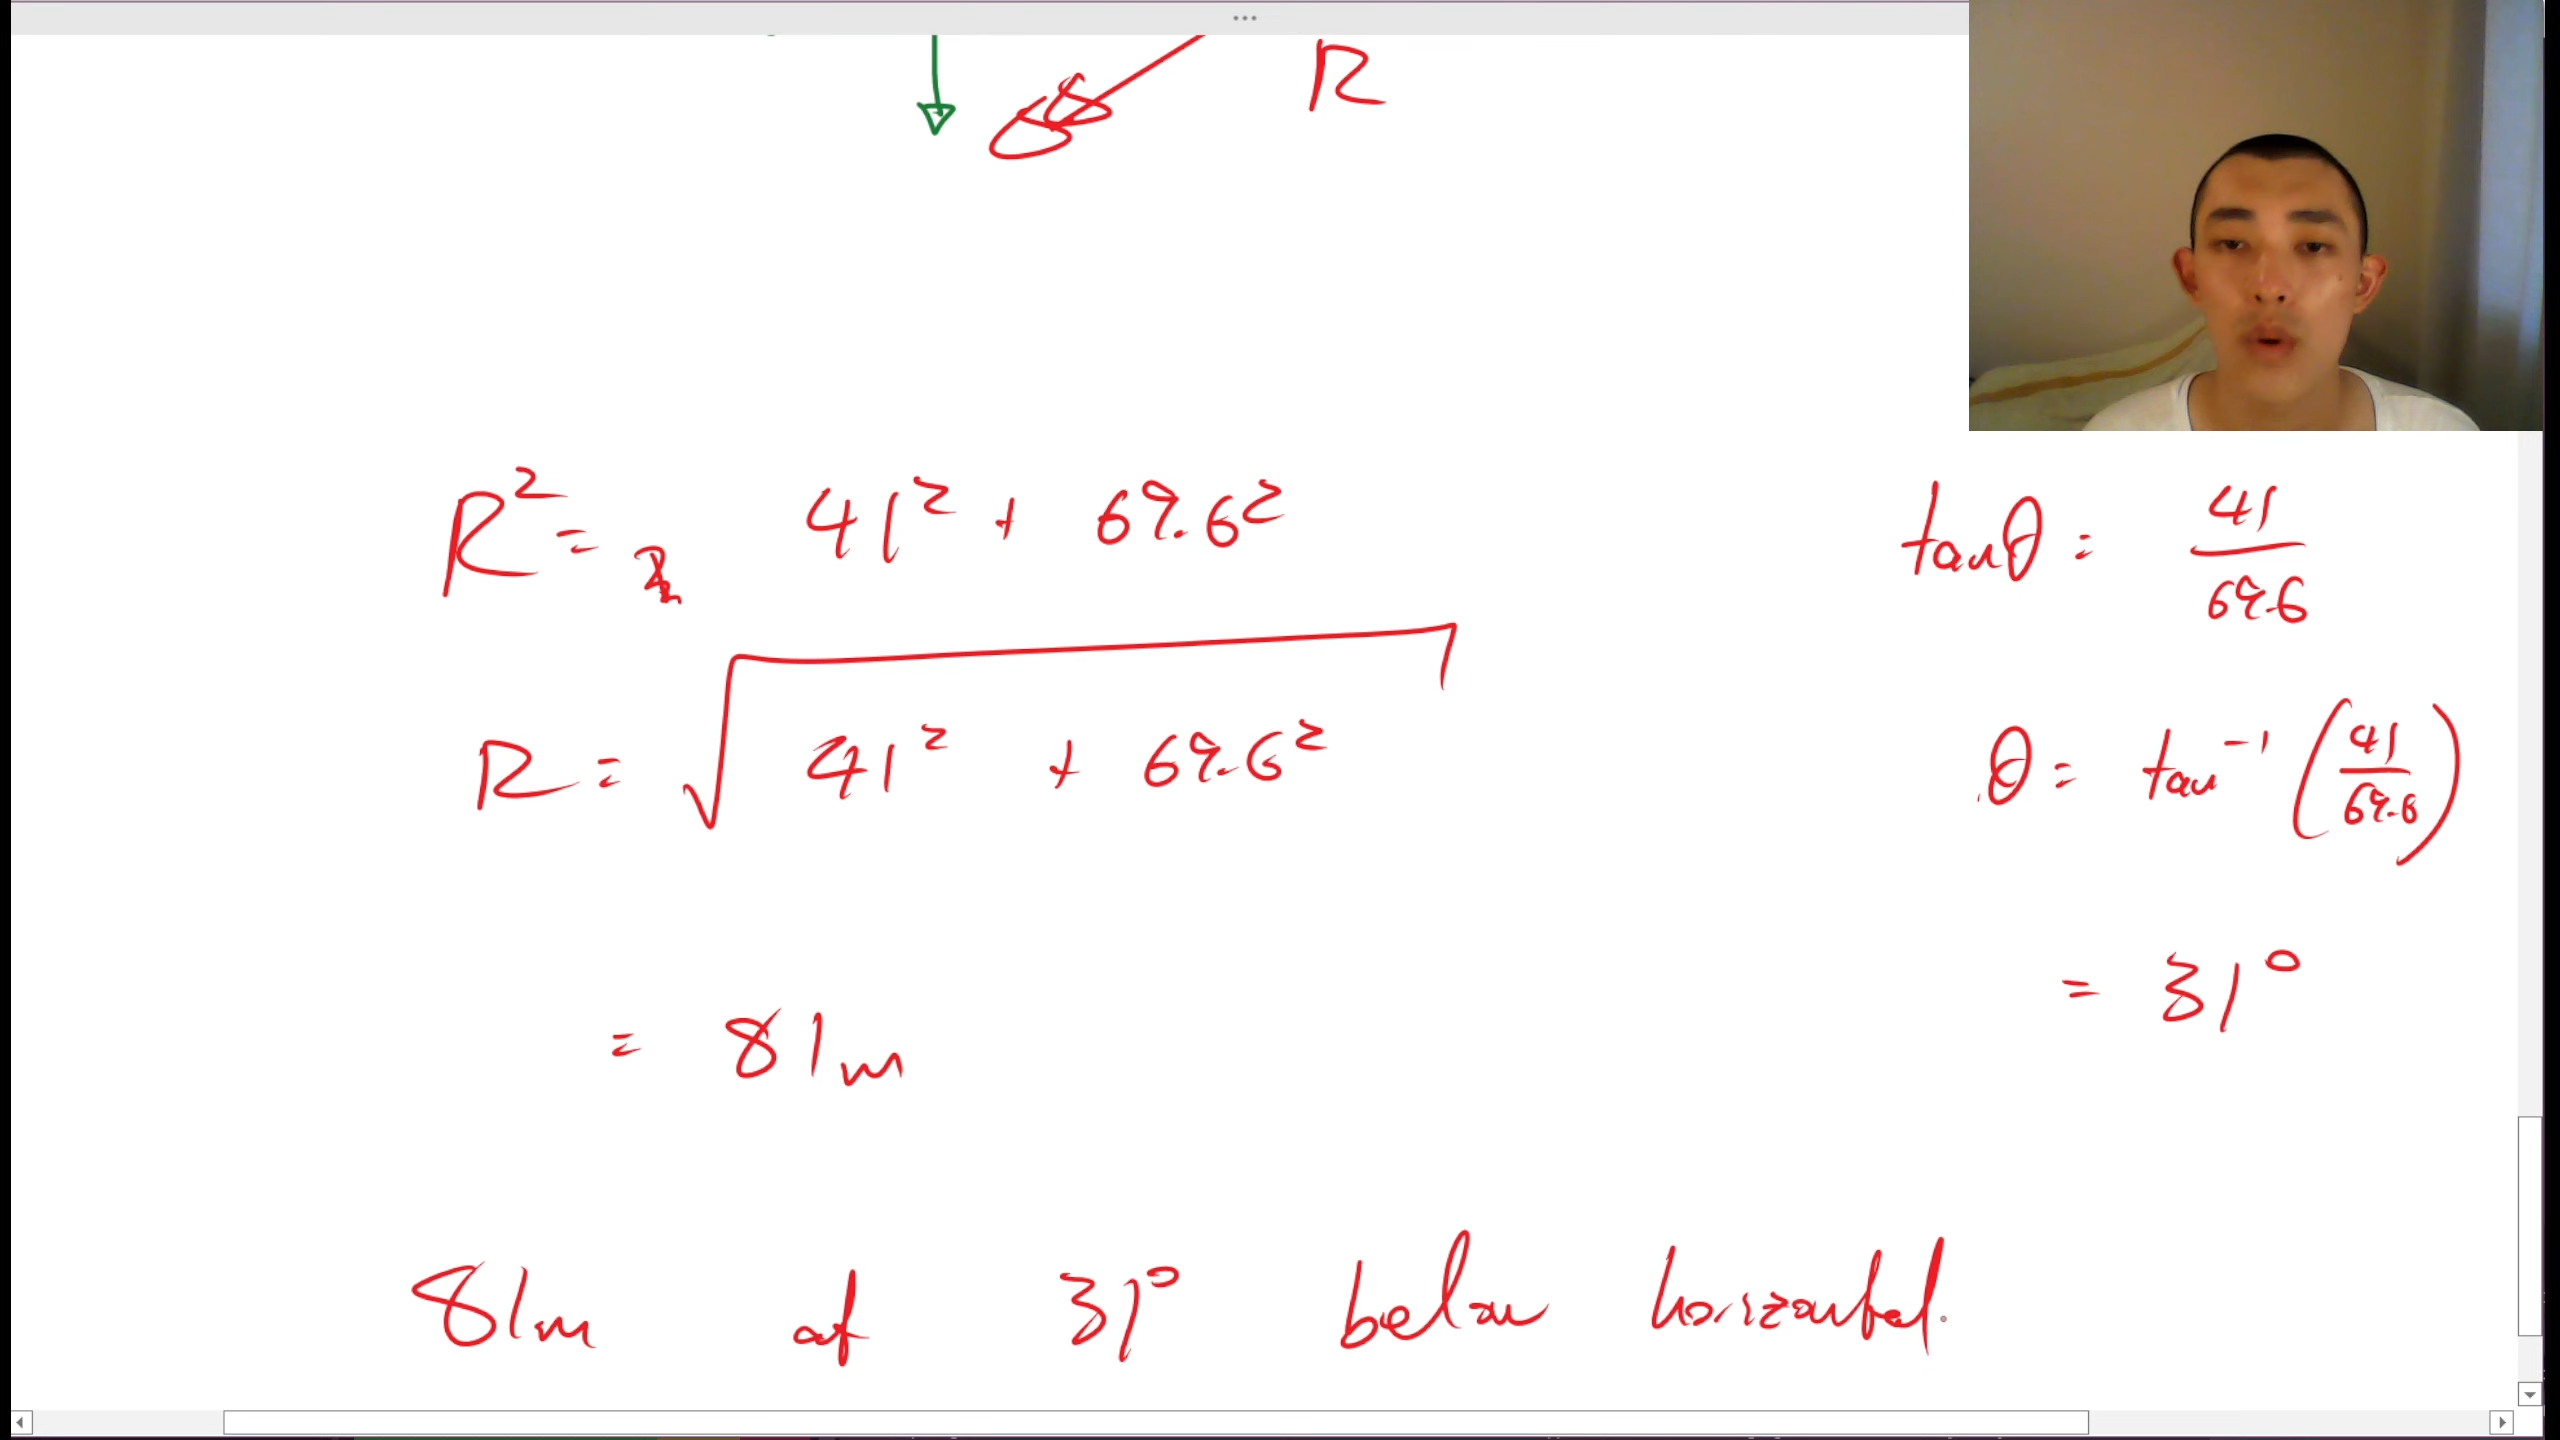 R
R² = 41² + 69.6²
tanθ = 41/69.6
R = √(41² + 69.6²)
θ = tan⁻¹(41/69.6)
= 31°
= 81m
81m at 31° below horizontal.